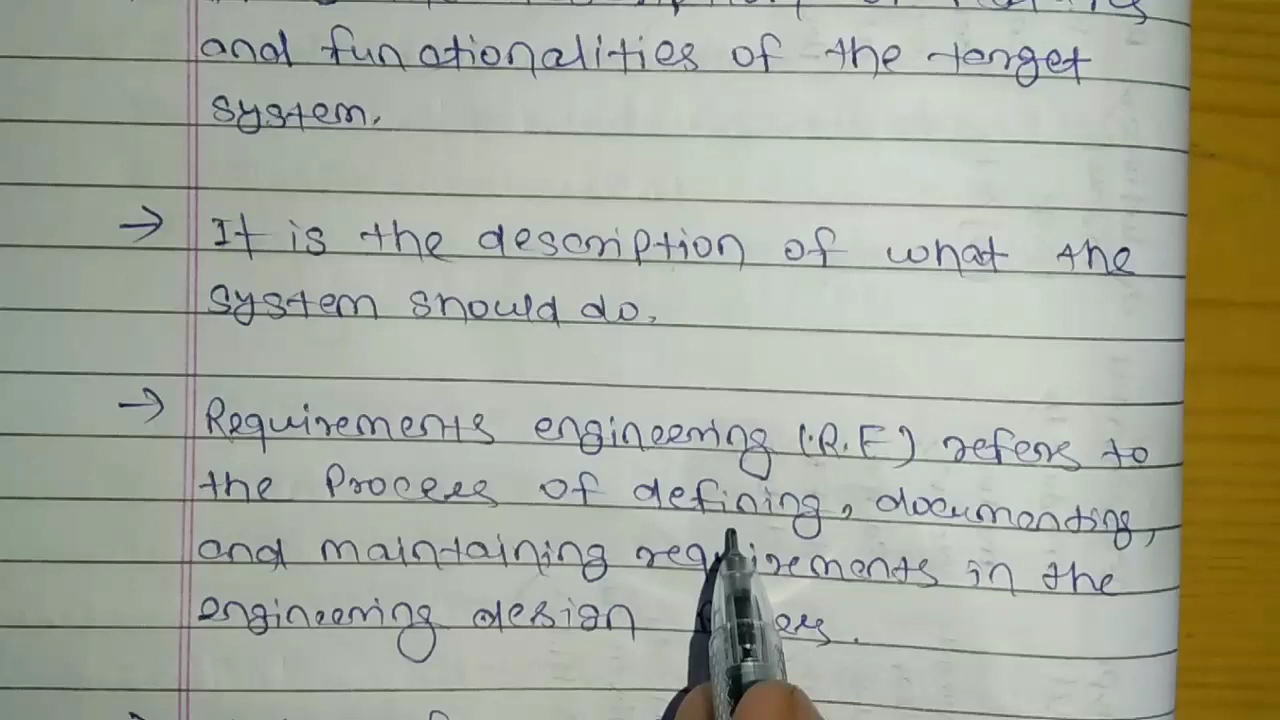 and functionalities of the target
system.
→ It is the description of what the
system should do.
→ Requirements engineering (R.E) refers to
the Process of defining, documenting,
and maintaining requirements in the
engineering design